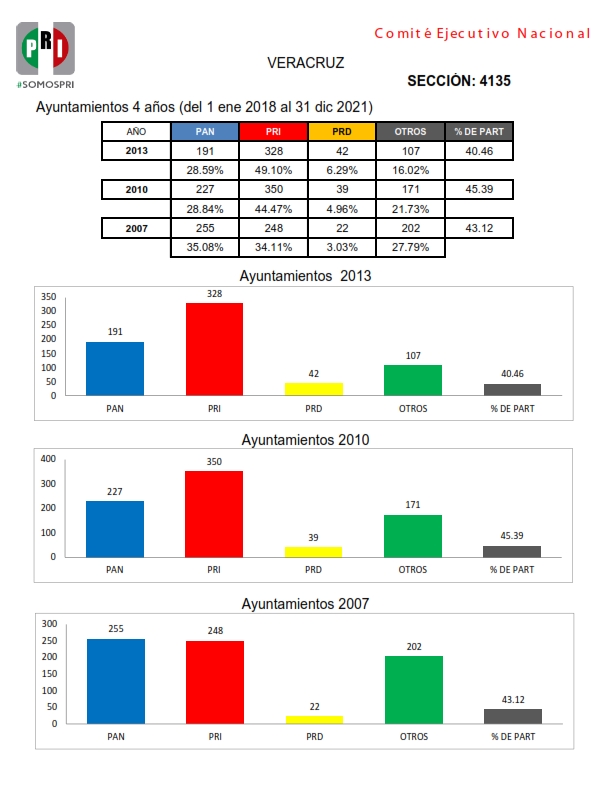 Comité Ejecutivo Nacional
PRI
#SOMOSPRI
VERACRUZ
SECCIÓN: 4135
Ayuntamientos 4 años (del 1 ene 2018 al 31 dic 2021)
AÑO PAN PRI PRD OTROS % DE PART
2013 191 328 42 107 40.46
28.59% 49.10% 6.29% 16.02%
2010 227 350 39 171 45.39
28.84% 44.47% 4.96% 21.73%
2007 255 248 22 202 43.12
35.08% 34.11% 3.03% 27.79%
Ayuntamientos 2013
350
300
250
200
150
100
50
0
191 328 42 107 40.46
PAN PRI PRD OTROS % DE PART
Ayuntamientos 2010
400
300
200
100
0
227 350 39 171 45.39
PAN PRI PRD OTROS % DE PART
Ayuntamientos 2007
300
250
200
150
100
50
0
255 248 22 202 43.12
PAN PRI PRD OTROS % DE PART